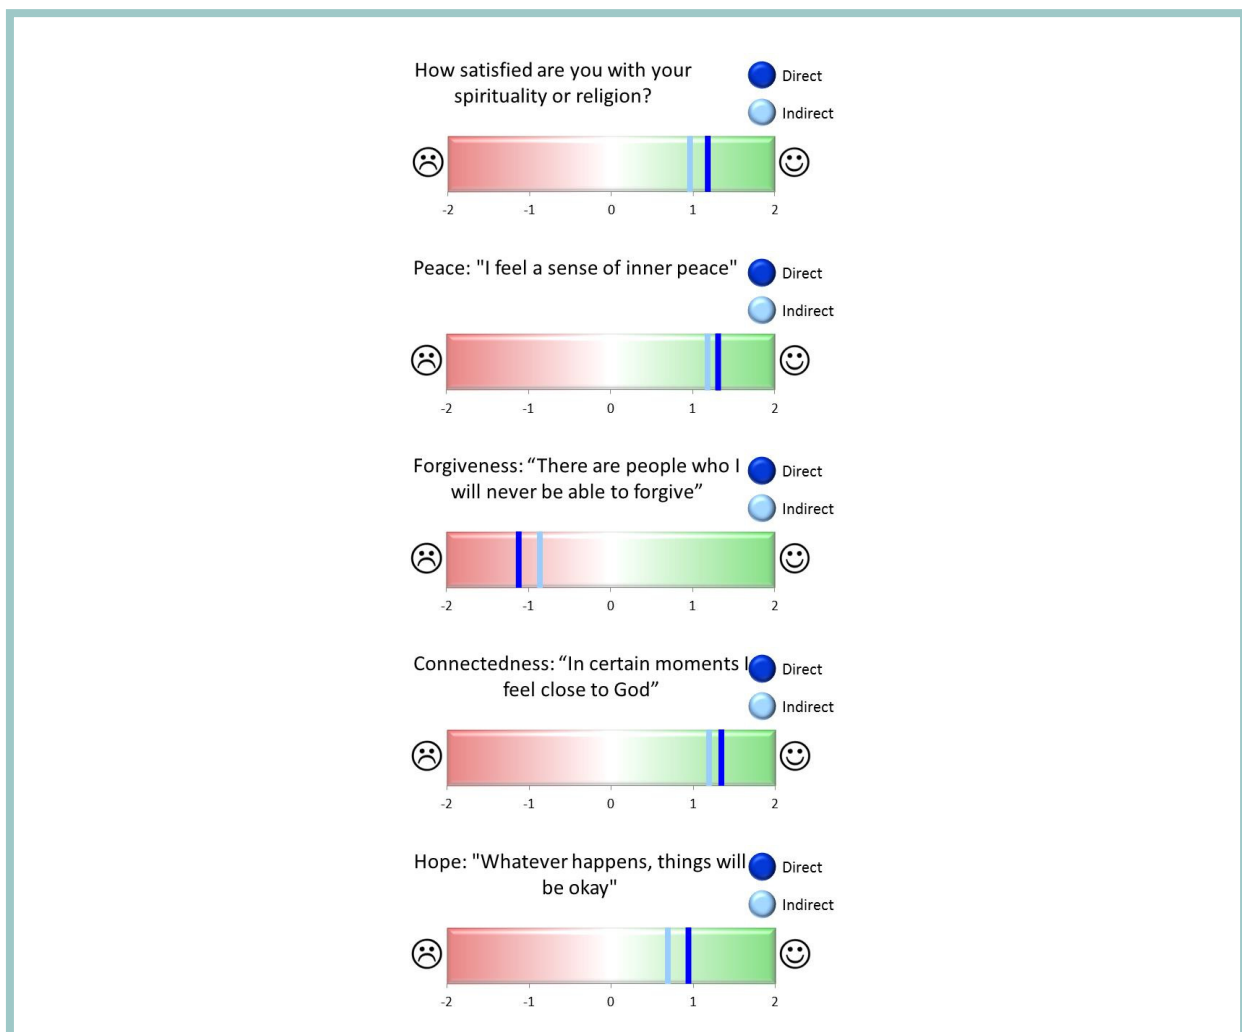 How satisfied are you with your
spirituality or religion?
Direct
Indirect
-2 -1 0 1 2
Peace: "I feel a sense of inner peace"
Direct
Indirect
-2 -1 0 1 2
Forgiveness: “There are people who I
will never be able to forgive”
Direct
Indirect
-2 -1 0 1 2
Connectedness: “In certain moments I
feel close to God”
Direct
Indirect
-2 -1 0 1 2
Hope: "Whatever happens, things will
be okay"
Direct
Indirect
-2 -1 0 1 2